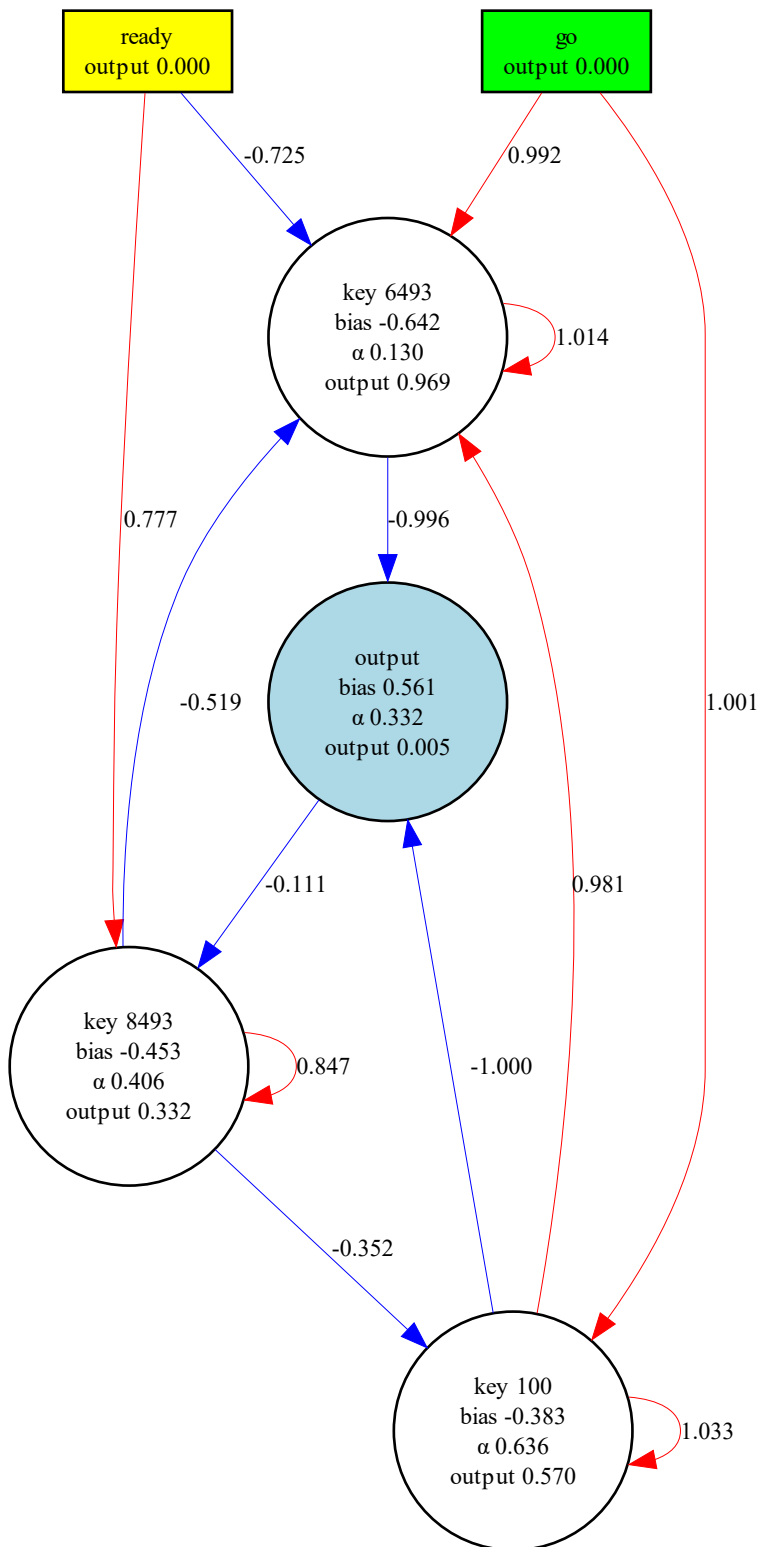 ready
output 0.000
go
output 0.000
-0.725
0.992
key 6493
bias -0.642
α 0.130
output 0.969
1.014
0.777
-0.996
-0.519
output
bias 0.561
α 0.332
output 0.005
1.001
-0.111
0.981
key 8493
bias -0.453
α 0.406
output 0.332
0.847
-1.000
-0.352
key 100
bias -0.383
α 0.636
output 0.570
1.033